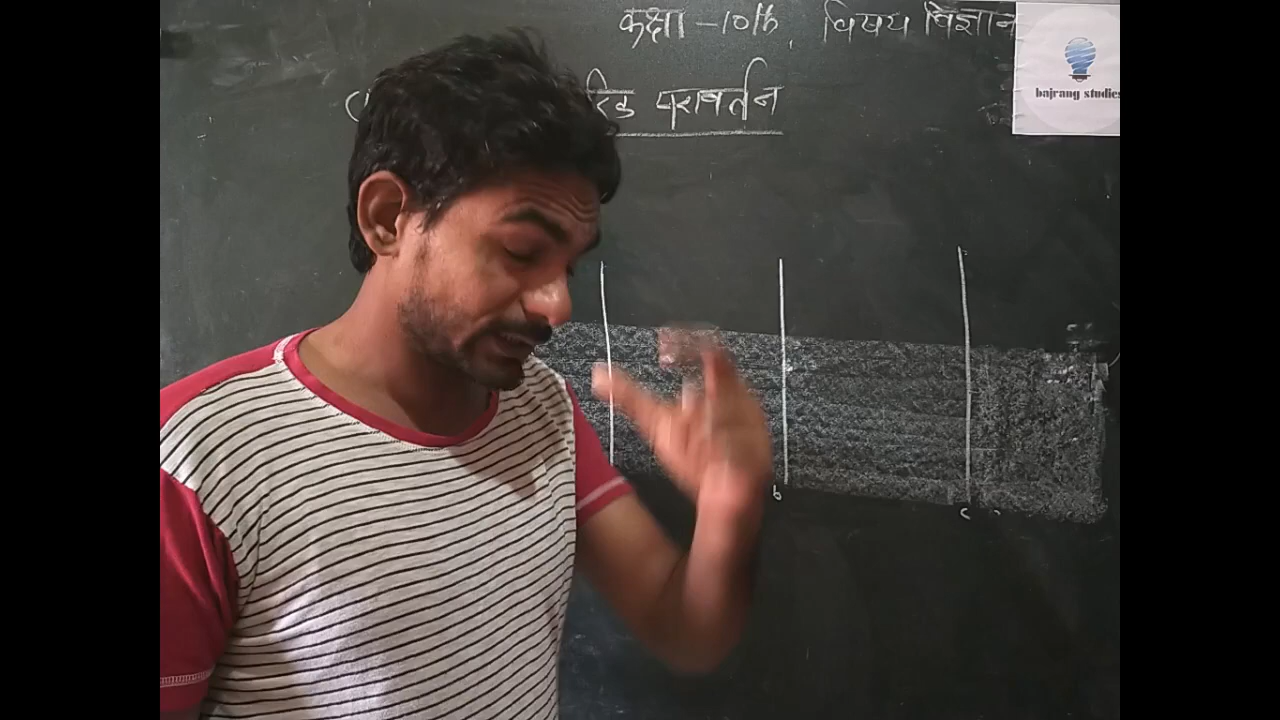 कक्षा - 10th, विषय विज्ञान
परावर्तन
bajrang studies
b
c